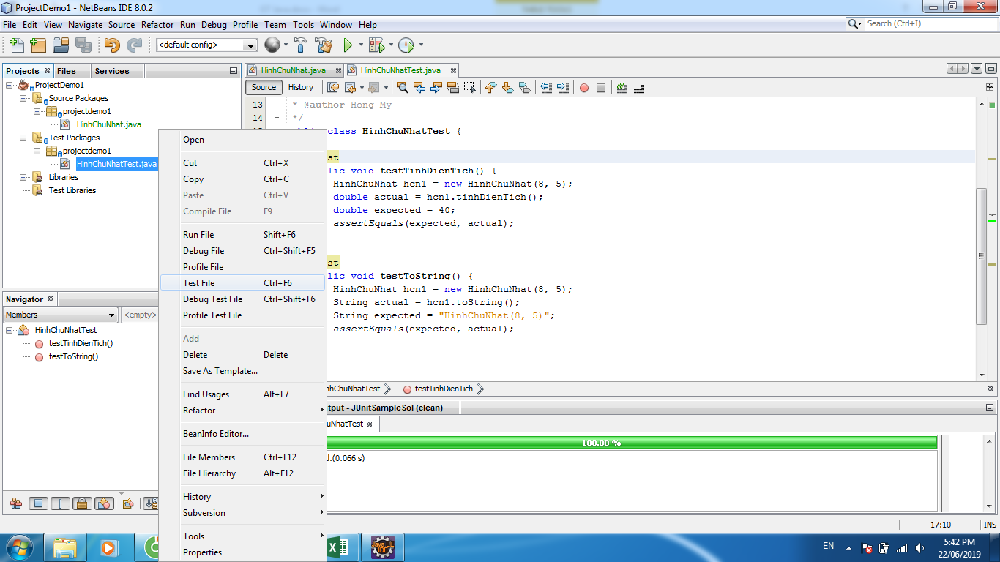 ProjectDemo1 - NetBeans IDE 8.0.2
File Edit View Navigate Source Refactor Run Debug Profile Team Tools Window Help
Search (Ctrl+I)
<default config>
Projects Files Services
ProjectDemo1
Source Packages
projectdemo1
HinhChuNhat.java
Test Packages
projectdemo1
HinhChuNhatTest.java
Libraries
Test Libraries
Navigator
Members
<empty>
HinhChuNhatTest
testTinhDienTich()
testToString()
Open
Cut Ctrl+X
Copy Ctrl+C
Paste Ctrl+V
Compile File F9
Run File Shift+F6
Debug File Ctrl+Shift+F5
Profile File
Test File Ctrl+F6
Debug Test File Ctrl+Shift+F6
Profile Test File
Add
Delete Delete
Save As Template...
Find Usages Alt+F7
Refactor
BeanInfo Editor...
File Members Ctrl+F12
File Hierarchy Alt+F12
History
Subversion
Tools
Properties
HinhChuNhat.java HinhChuNhatTest.java
Source History
13 * @author Hong My
14 */
class HinhChuNhatTest {
st
lic void testTinhDienTich() {
HinhChuNhat hcn1 = new HinhChuNhat(8, 5);
double actual = hcn1.tinhDienTich();
double expected = 40;
assertEquals(expected, actual);
st
lic void testToString() {
HinhChuNhat hcn1 = new HinhChuNhat(8, 5);
String actual = hcn1.toString();
String expected = "HinhChuNhat(8, 5)";
assertEquals(expected, actual);
hChuNhatTest testTinhDienTich
tput - JUnitSampleSol (clean)
uNhatTest
100.00 %
d.(0.066 s)
17:10 INS
Java EE
IDE
EN
5:42 PM
22/06/2019